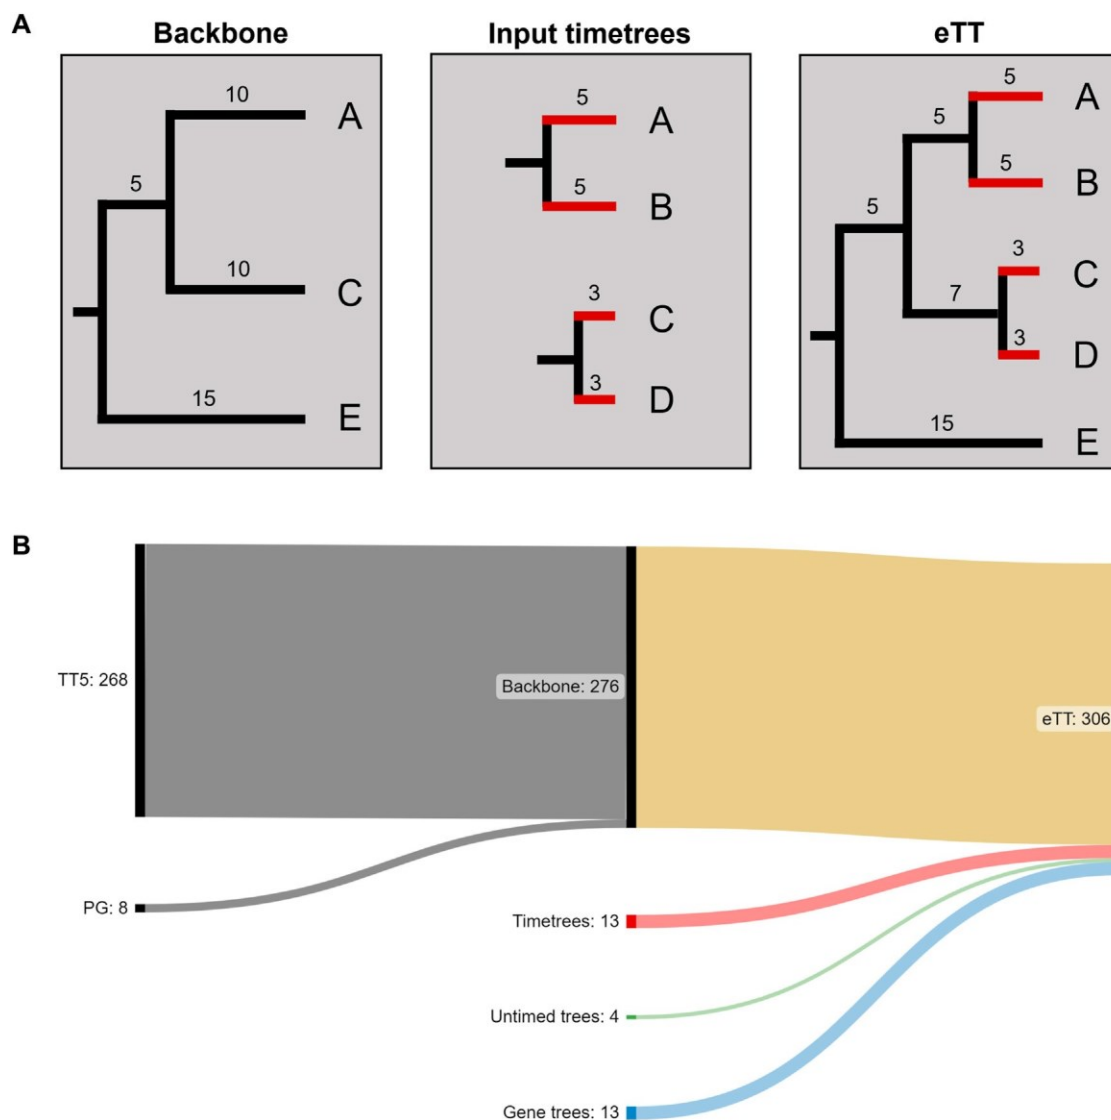 A
Backbone
Input timetrees
eTT
10
A
5
10
C
15
E
5
A
5
B
3
C
3
D
5
A
5
5
B
5
3
C
7
3
D
15
E
B
TT5: 268
Backbone: 276
eTT: 306
PG: 8
Timetrees: 13
Untimed trees: 4
Gene trees: 13